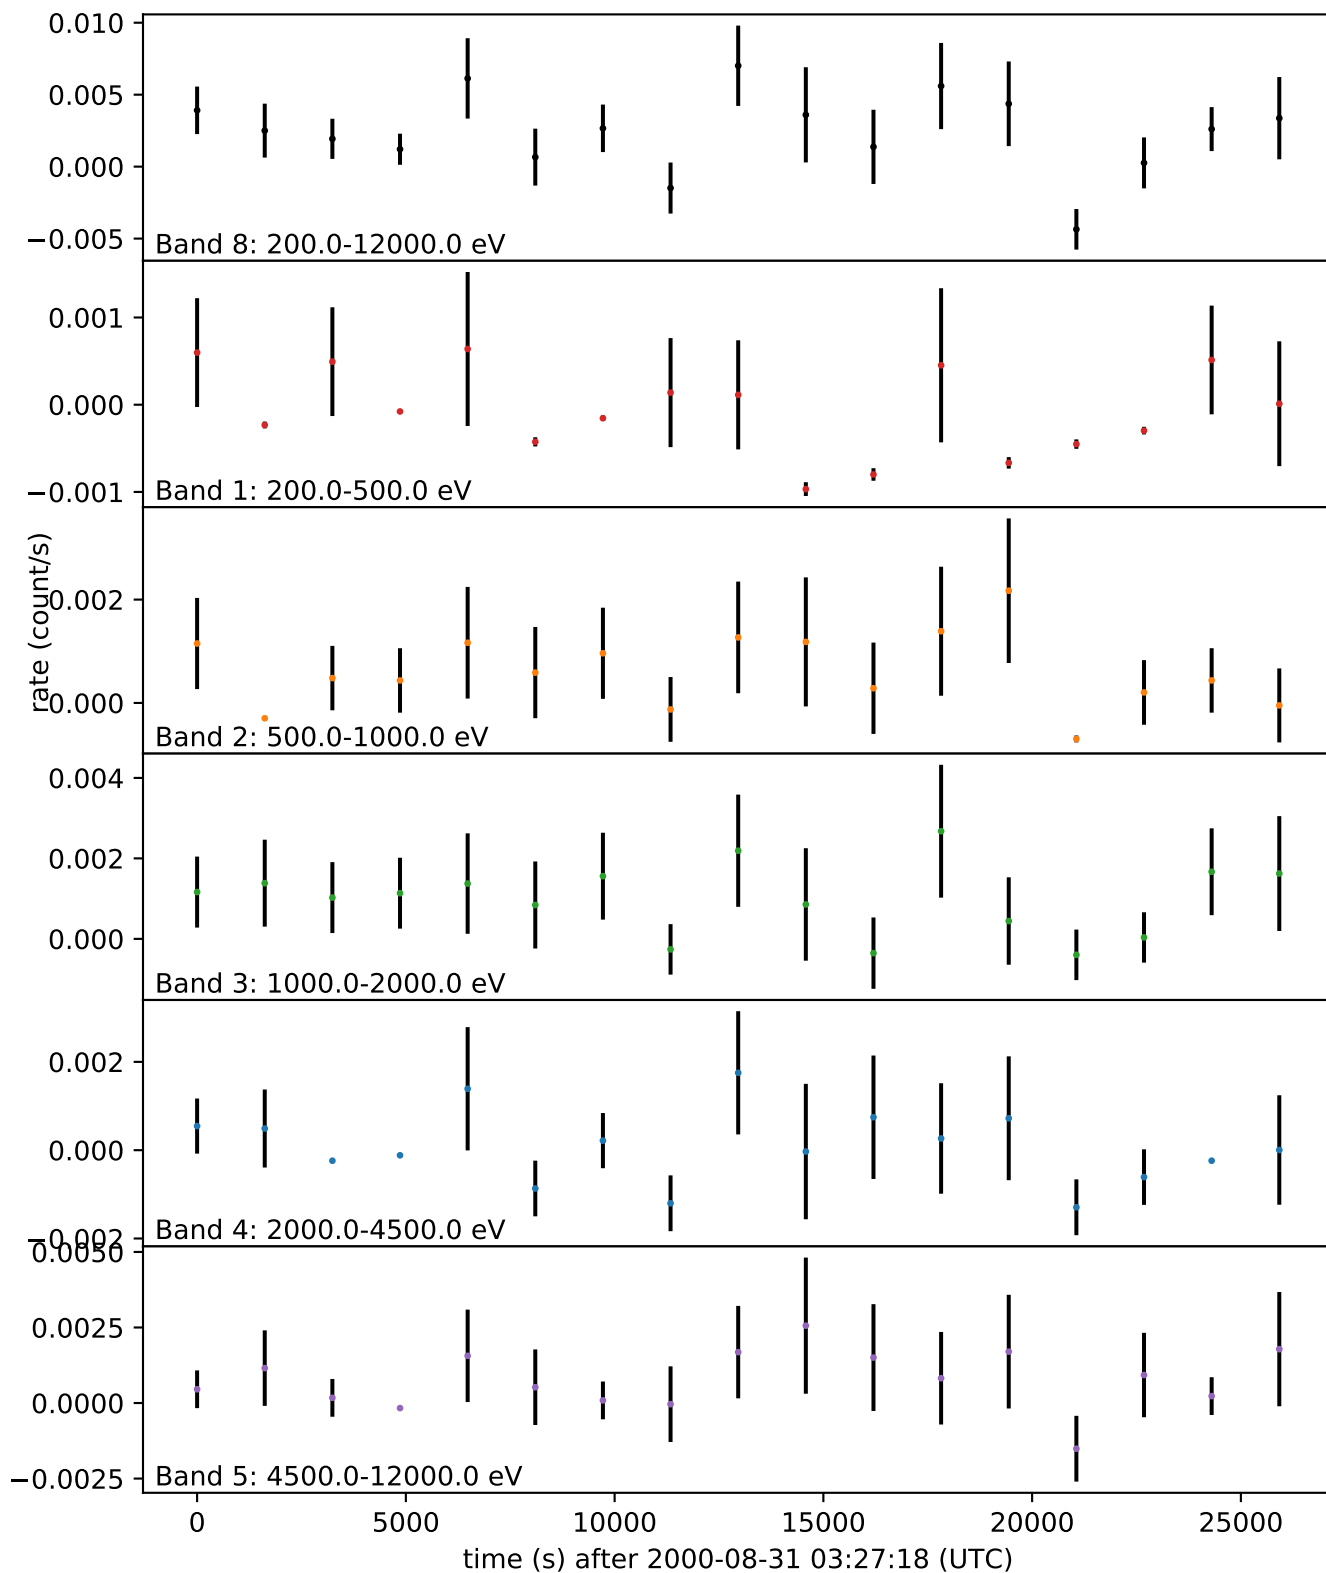 0.010
0.005
0.000
−0.005
Band 8: 200.0-12000.0 eV
0.001
0.000
−0.001
Band 1: 200.0-500.0 eV
rate (count/s)
0.002
0.000
Band 2: 500.0-1000.0 eV
0.004
0.002
0.000
Band 3: 1000.0-2000.0 eV
0.002
0.000
−0.002
Band 4: 2000.0-4500.0 eV
0.0050
0.0025
0.0000
−0.0025
Band 5: 4500.0-12000.0 eV
0 5000 10000 15000 20000 25000
time (s) after 2000-08-31 03:27:18 (UTC)